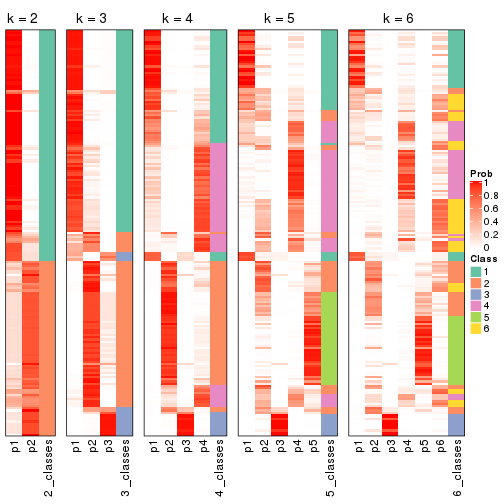 k = 2
k = 3
k = 4
k = 5
k = 6
p1
p2
2_classes
p1
p2
p3
3_classes
p1
p2
p3
p4
4_classes
p1
p2
p3
p4
p5
5_classes
p1
p2
p3
p4
p5
p6
6_classes
Prob
1
0.8
0.6
0.4
0.2
0
Class
1
2
3
4
5
6